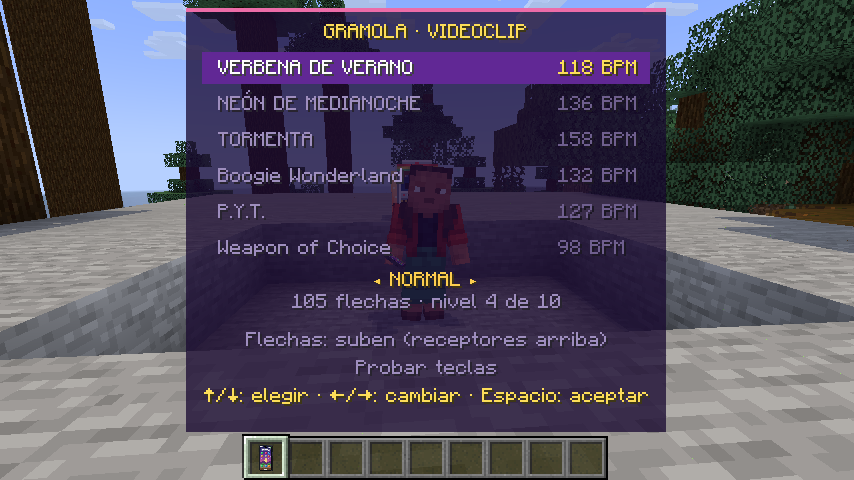 GRAMOLA · VIDEOCLIP
VERBENA DE VERANO 118 BPM
NEÓN DE MEDIANOCHE 136 BPM
TORMENTA 158 BPM
Boogie Wonderland 132 BPM
P.Y.T. 127 BPM
Weapon of Choice 98 BPM
◂ NORMAL ▸
105 flechas · nivel 4 de 10
Flechas: suben (receptores arriba)
Probar teclas
↑/↓: elegir · ←/→: cambiar · Espacio: aceptar